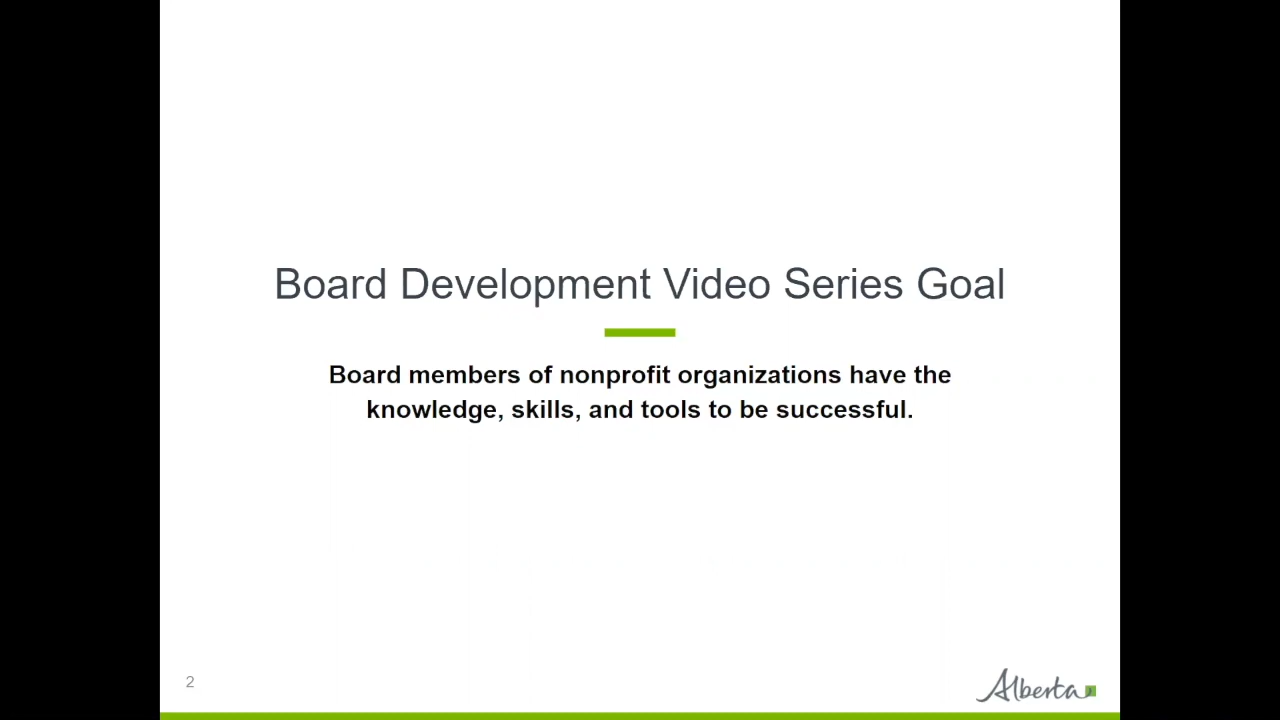 Board Development Video Series Goal
Board members of nonprofit organizations have the
knowledge, skills, and tools to be successful.
2
Alberta